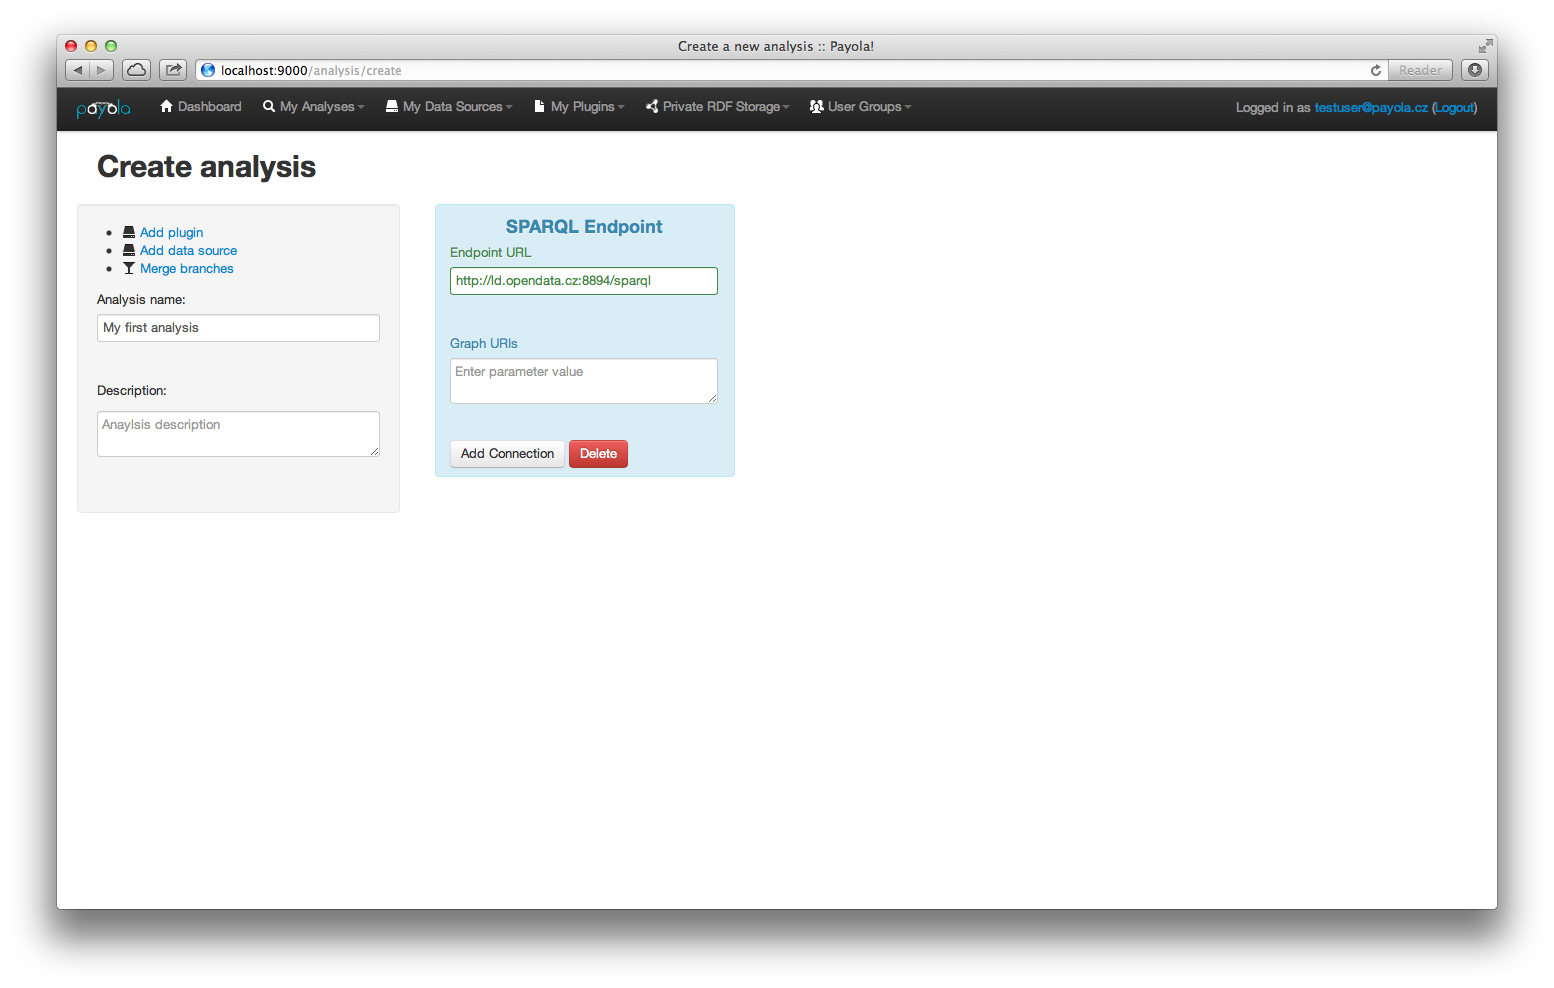 Create a new analysis :: Payola!
localhost:9000/analysis/create
Reader
payola
Dashboard
My Analyses
My Data Sources
My Plugins
Private RDF Storage
User Groups
Logged in as testuser@payola.cz (Logout)
Create analysis
Add plugin
Add data source
Merge branches
Analysis name:
My first analysis
Description:
Anaylsis description
SPARQL Endpoint
Endpoint URL
http://ld.opendata.cz:8894/sparql
Graph URIs
Enter parameter value
Add Connection
Delete